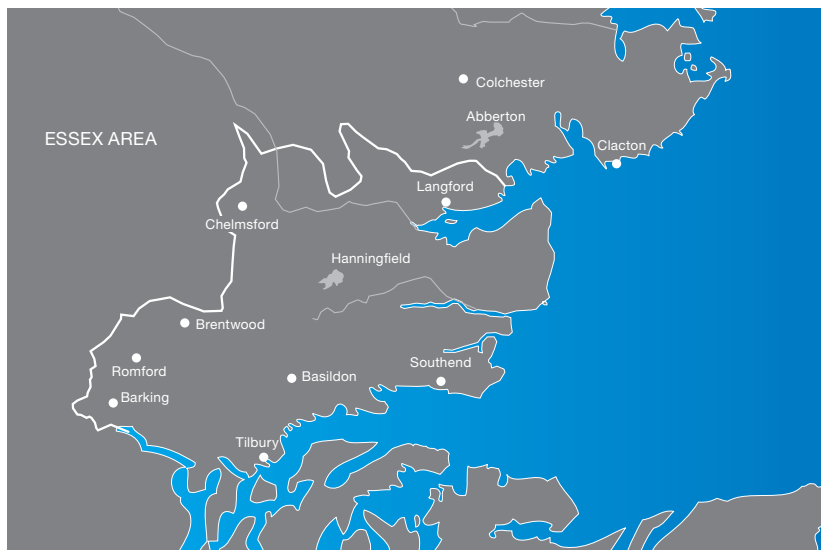 Colchester
Abberton
ESSEX AREA
Clacton
Langford
Chelmsford
Hanningfield
Brentwood
Southend
Romford
Basildon
Barking
Tilbury